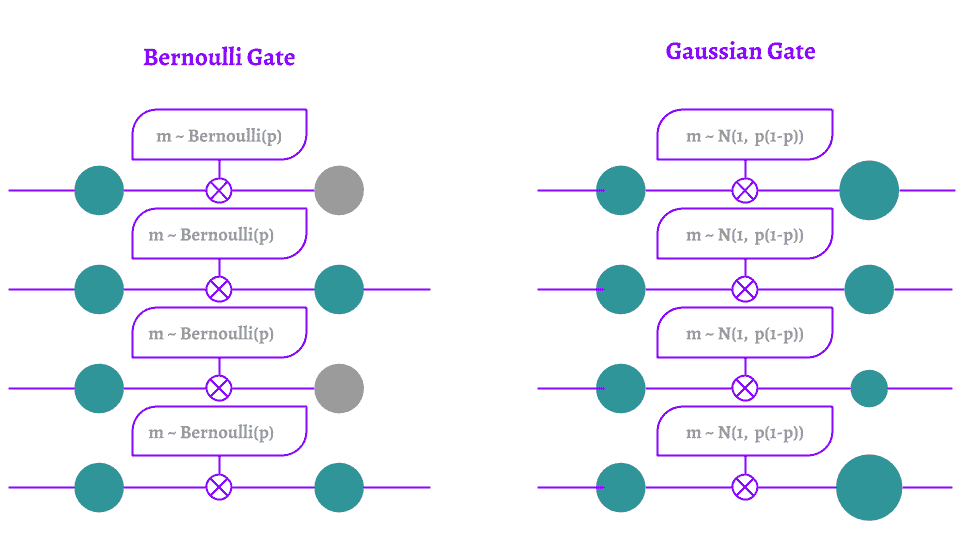 Bernoulli Gate
m ~ Bernoulli(p)
m ~ Bernoulli(p)
m ~ Bernoulli(p)
m ~ Bernoulli(p)
Gaussian Gate
m ~ N(1, p(1-p))
m ~ N(1, p(1-p))
m ~ N(1, p(1-p))
m ~ N(1, p(1-p))